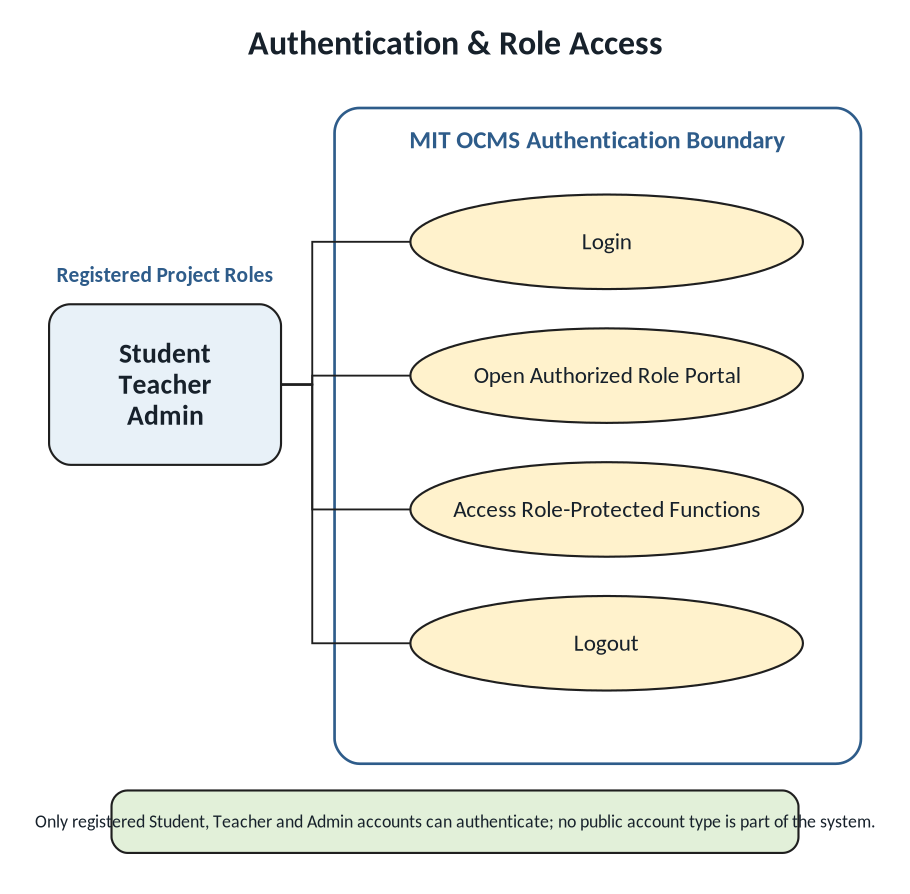 Authentication & Role Access
MIT OCMS Authentication Boundary
Login
Registered Project Roles
Student
Teacher
Admin
Open Authorized Role Portal
Access Role-Protected Functions
Logout
Only registered Student, Teacher and Admin accounts can authenticate; no public account type is part of the system.